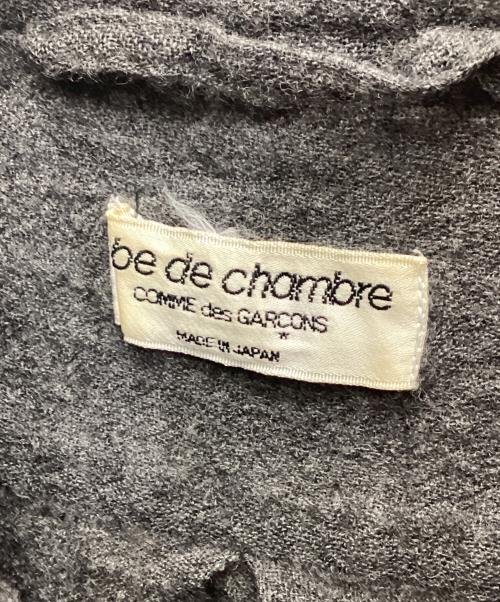 be de chambre
COMME des GARCONS
*
MADE IN JAPAN